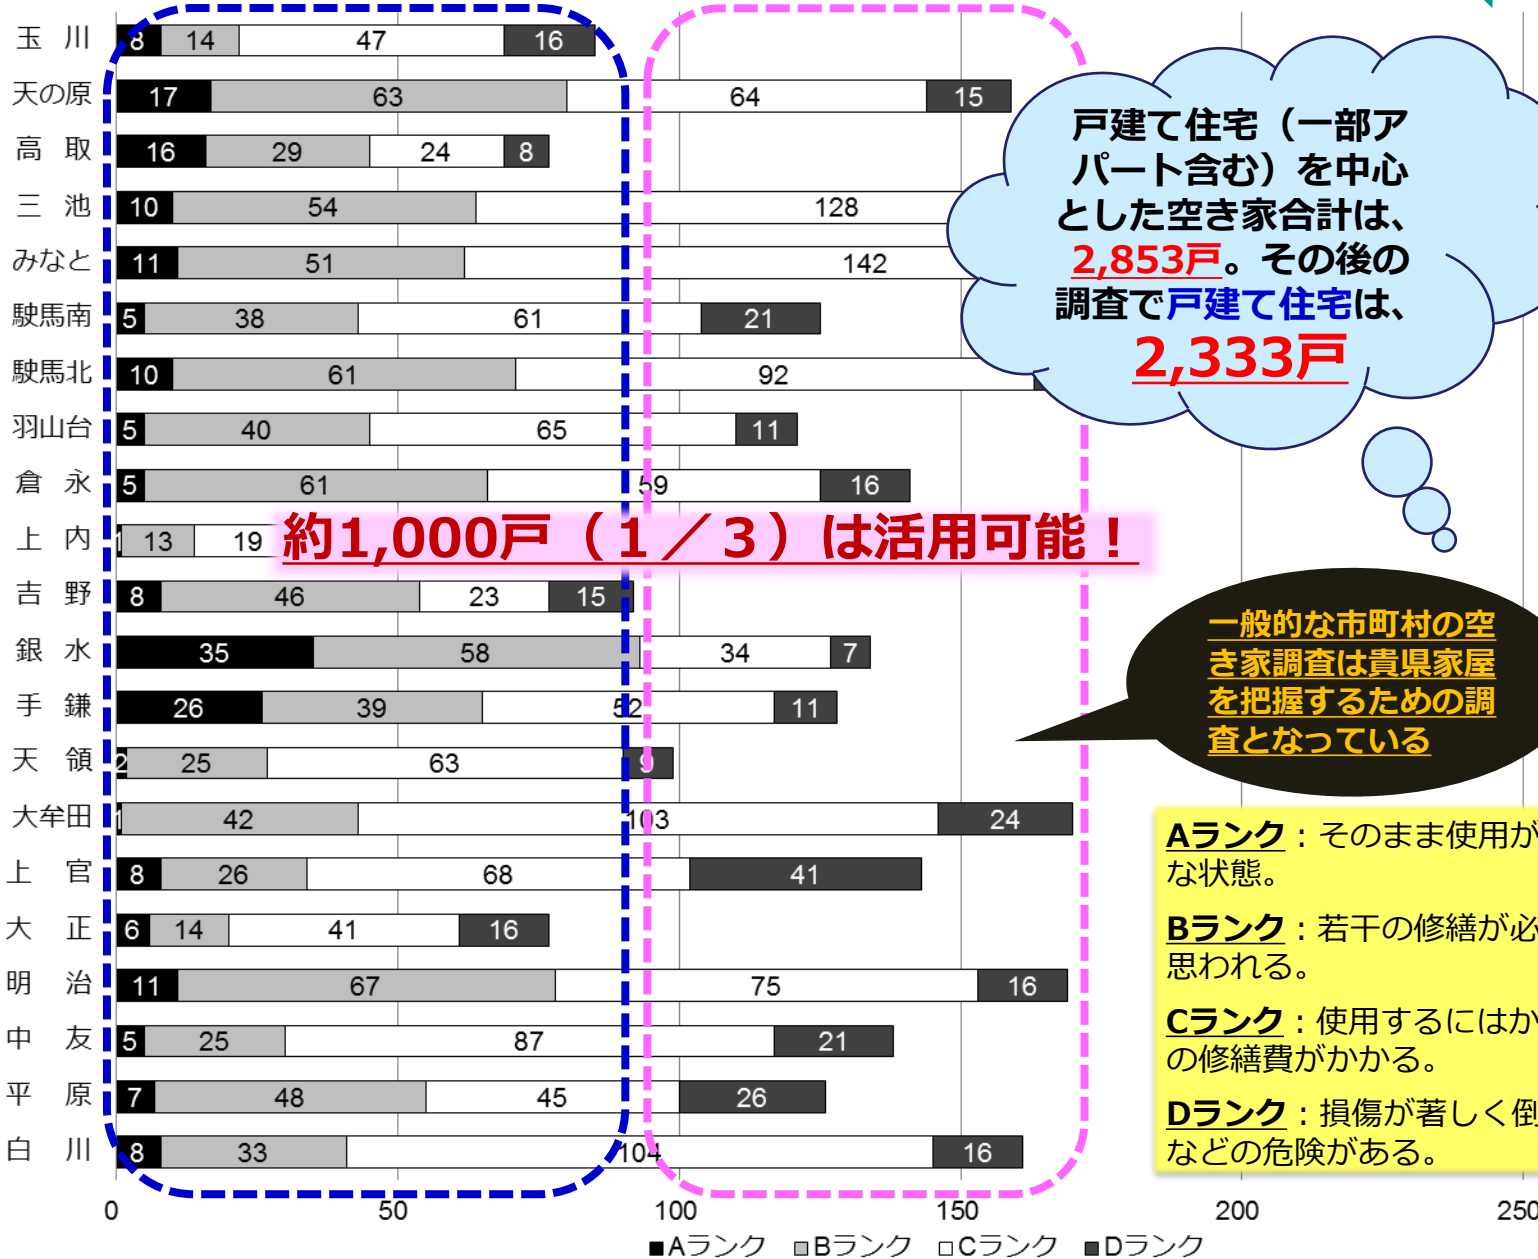 玉 川 8 14 47 16
天の原 17 63 64 15
高 取 16 29 24 8
三 池 10 54 128
みなと 11 51 142
駛馬南 5 38 61 21
駛馬北 10 61 92
羽山台 5 40 65 11
倉 永 5 61 59 16
上 内 1 13 19
吉 野 8 46 23 15
銀 水 35 58 34 7
手 鎌 26 39 52 11
天 領 2 25 63 9
大牟田 1 42 103 24
上 官 8 26 68 41
大 正 6 14 41 16
明 治 11 67 75 16
中 友 5 25 87 21
平 原 7 48 45 26
白 川 8 33 104 16
0 50 100 150 200 250
■Aランク ■Bランク □Cランク ■Dランク
約1,000戸（１／３）は活用可能！
戸建て住宅（一部ア
パート含む）を中心
とした空き家合計は、
2,853戸。その後の
調査で戸建て住宅は、
2,333戸
一般的な市町村の空
き家調査は貴県家屋
を把握するための調
査となっている
Aランク：そのまま使用が
な状態。
Bランク：若干の修繕が必
思われる。
Cランク：使用するにはか
の修繕費がかかる。
Dランク：損傷が著しく倒
などの危険がある。